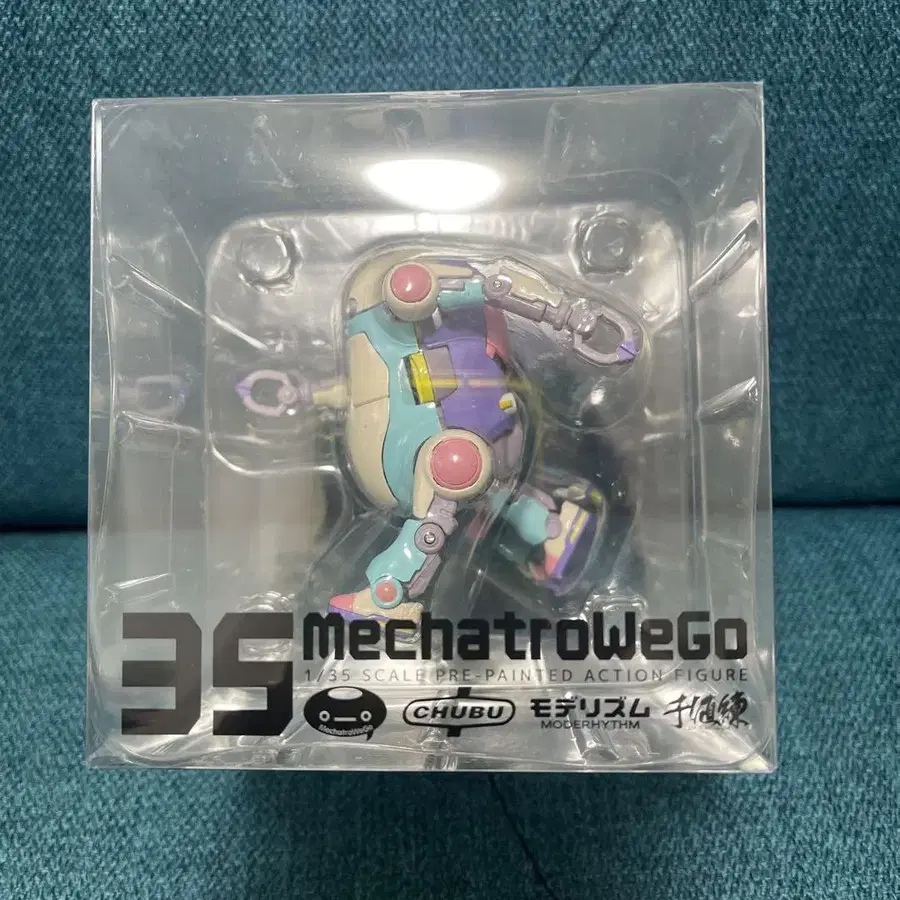 35 MechatroWeGo
1/35 SCALE PRE-PAINTED ACTION FIGURE
MechatroWeGo CHUBU モデリズム 千値練
MODERHYTHM